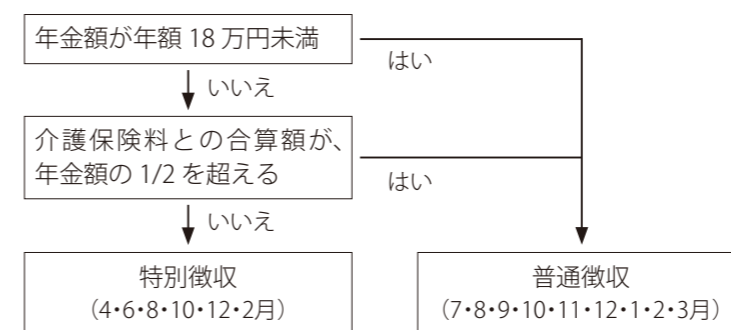 年金額が年額 18 万円未満
はい
いいえ
介護保険料との合算額が、
年金額の 1/2 を超える
はい
いいえ
特別徴収
（4・6・8・10・12・2月）
普通徴収
（7・8・9・10・11・12・1・2・3月）